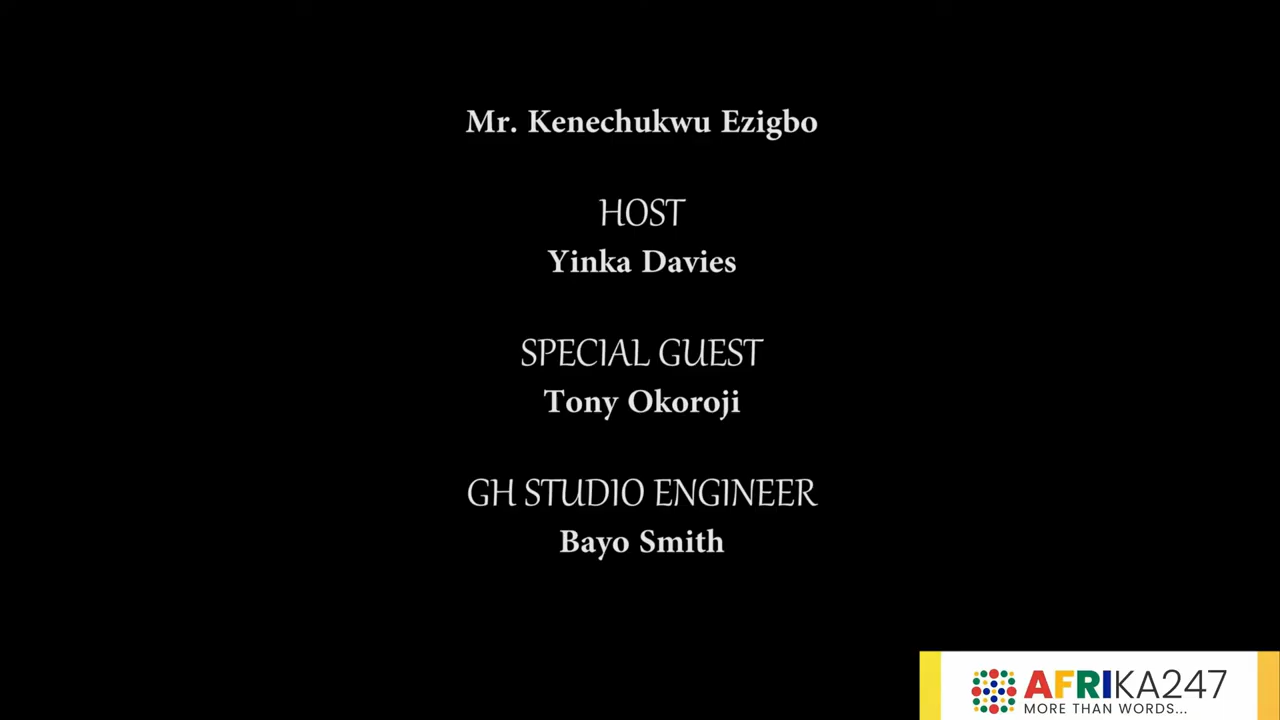 Mr. Kenechukwu Ezigbo
HOST
Yinka Davies
SPECIAL GUEST
Tony Okoroji
GH STUDIO ENGINEER
Bayo Smith
AFRIKA247
MORE THAN WORDS...